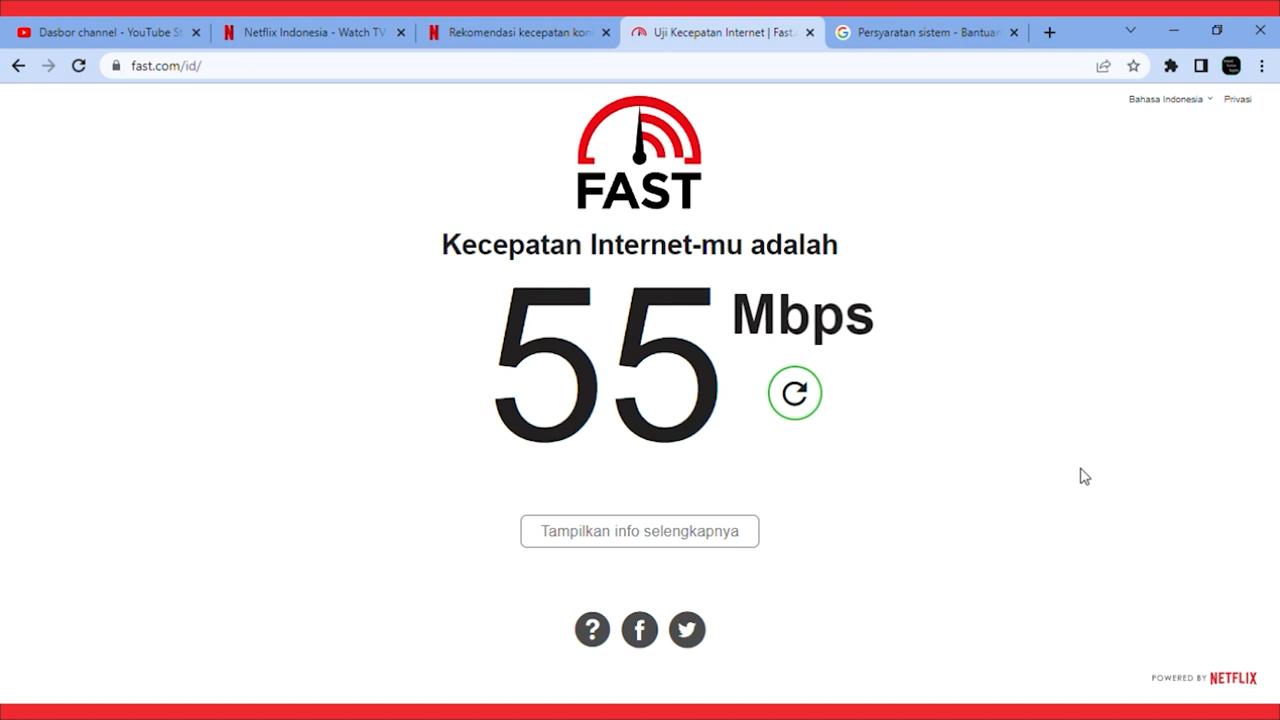 Dasbor channel - YouTube St
Netflix Indonesia - Watch TV
Rekomendasi kecepatan kon
Uji Kecepatan Internet | Fast.
Persyaratan sistem - Bantuan
fast.com/id/
Bahasa Indonesia
Privasi
FAST
Kecepatan Internet-mu adalah
55 Mbps
Tampilkan info selengkapnya
POWERED BY NETFLIX